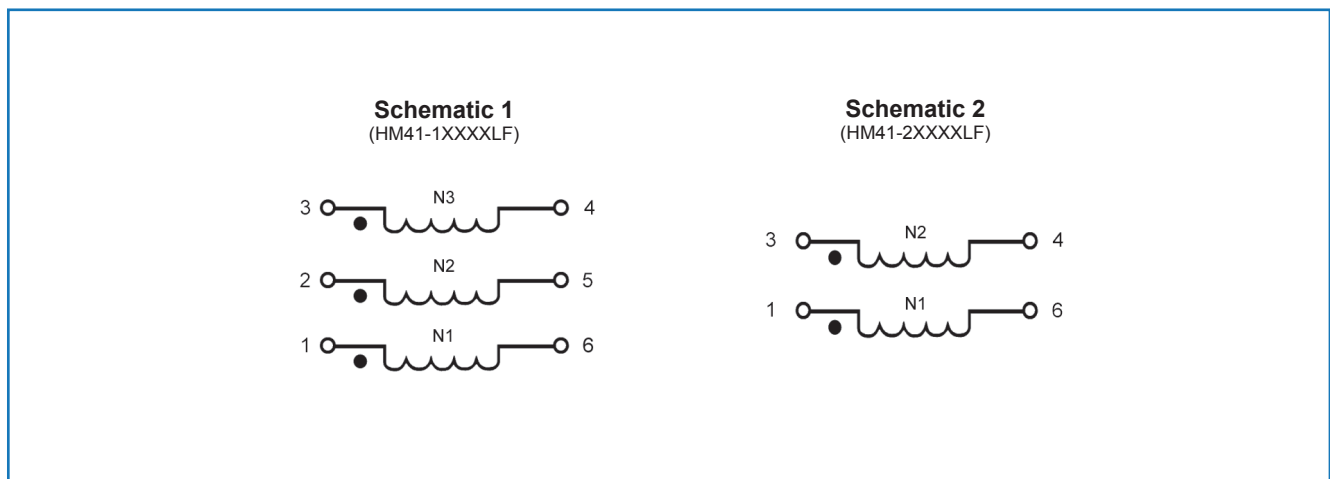 Schematic 1
(HM41-1XXXXLF)
3 N3 4
2 N2 5
1 N1 6
Schematic 2
(HM41-2XXXXLF)
3 N2 4
1 N1 6